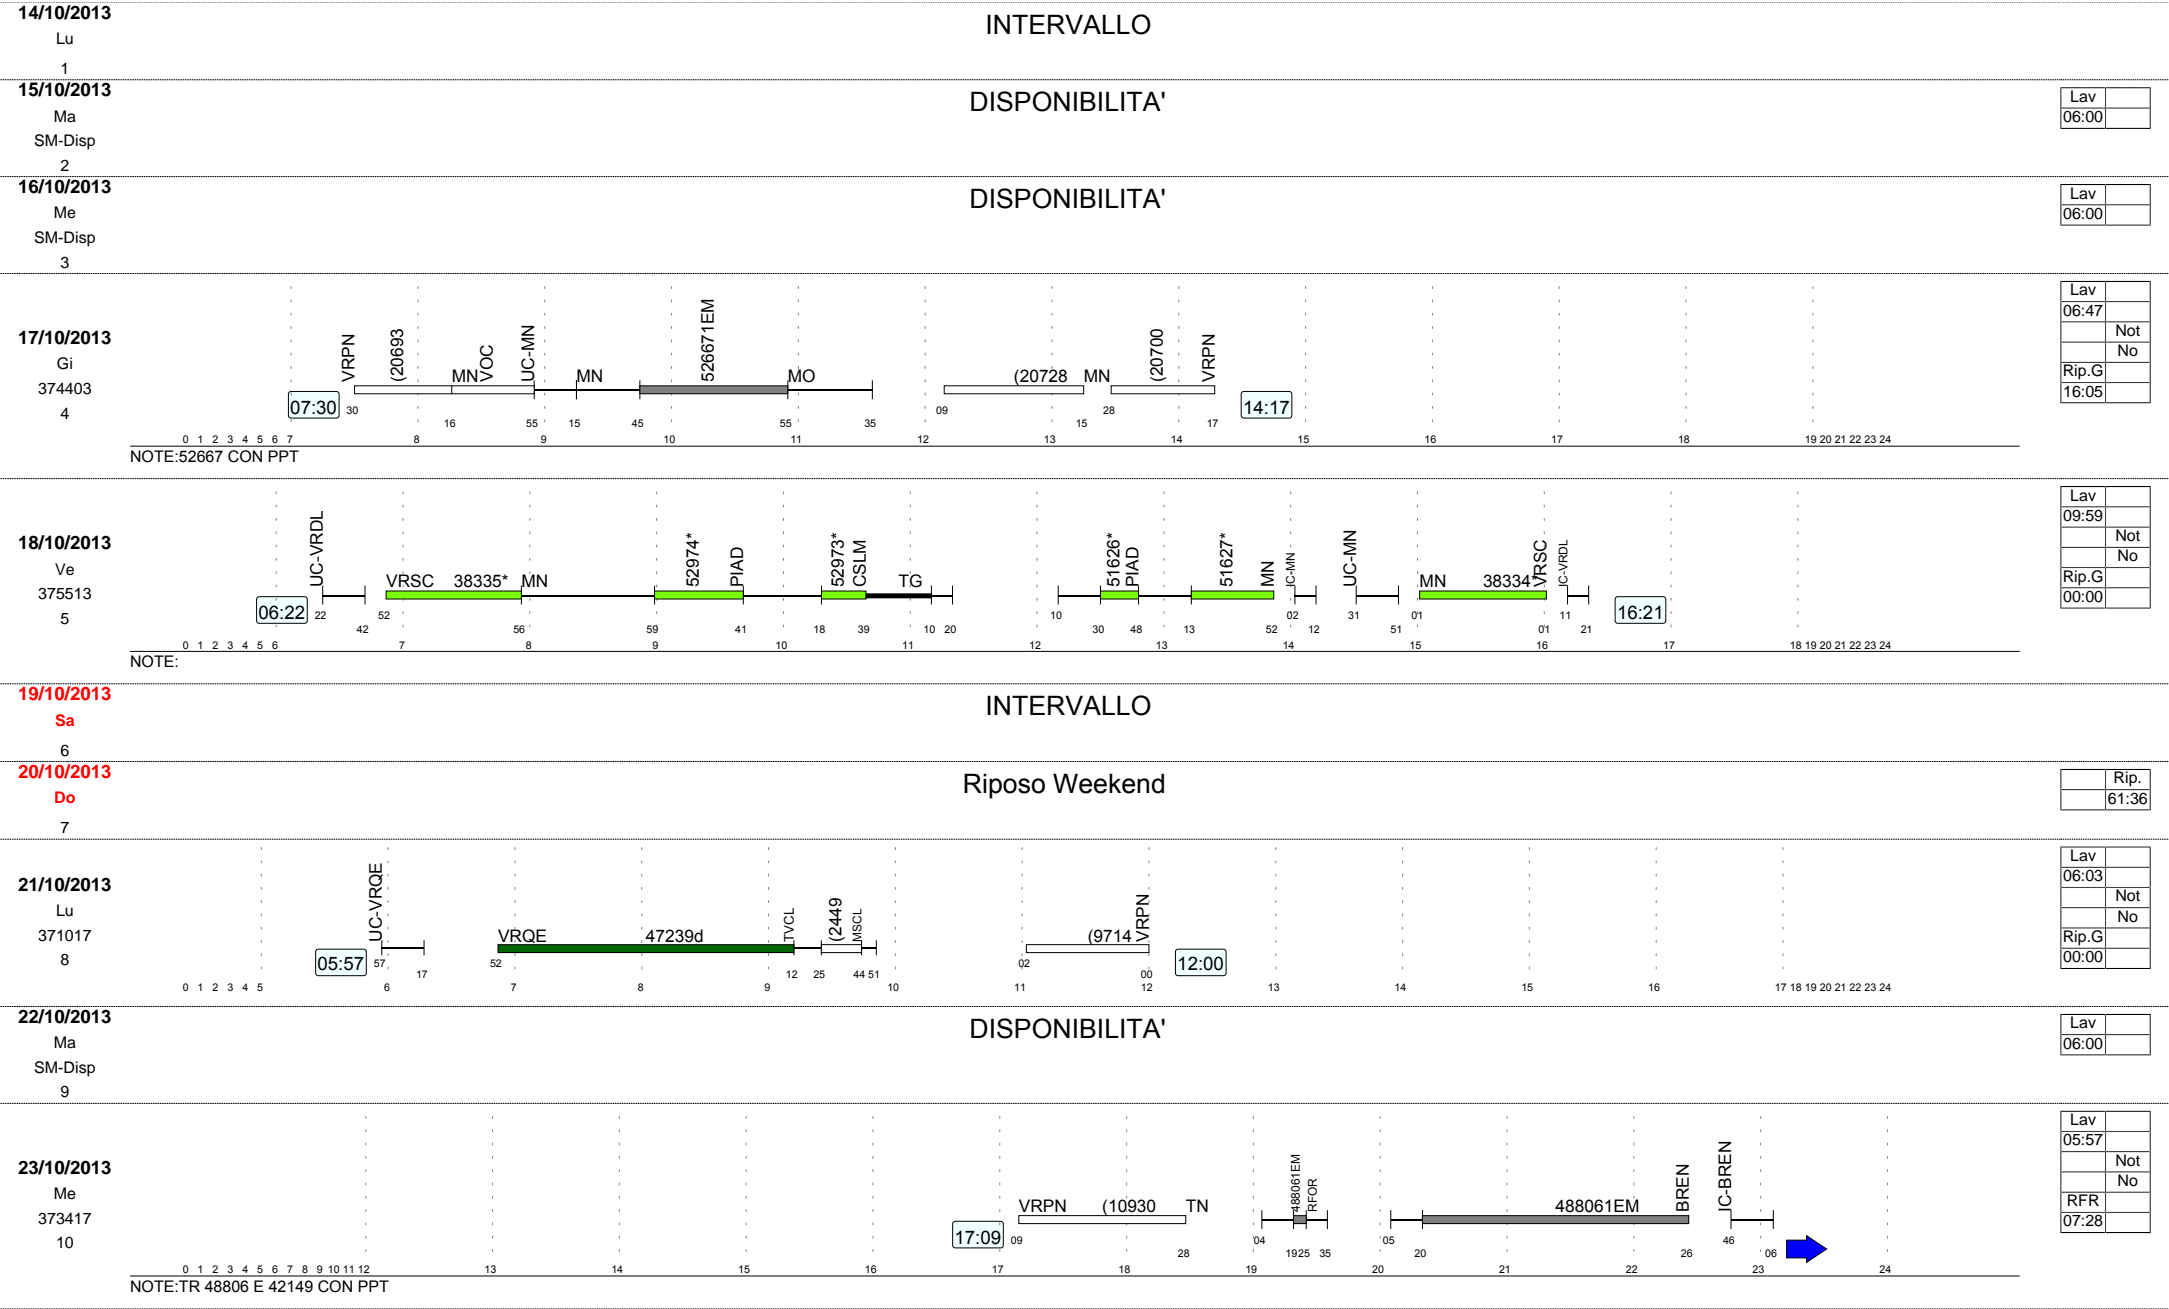 14/10/2013
Lu
1
INTERVALLO
15/10/2013
Ma
SM-Disp
2
DISPONIBILITA'
Lav
06:00
16/10/2013
Me
SM-Disp
3
DISPONIBILITA'
Lav
06:00
17/10/2013
Gi
374403
4
VRPN (20693 MN VOC UC-MN MN 526671EM MO (20728 MN (20700 VRPN
07:30 14:17
30 16 55 15 45 55 35 09 15 28 17
0 1 2 3 4 5 6 7 8 9 10 11 12 13 14 15 16 17 18 19 20 21 22 23 24
NOTE:52667 CON PPT
Lav
06:47
Not
No
Rip.G
16:05
18/10/2013
Ve
375513
5
UC-VRDL VRSC 38335* MN 52974* PIAD 52973* CSLM TG 51626* PIAD 51627* MN UC-MN MN 38334* VRSC
06:22 16:21
22 42 52 56 59 41 18 39 10 20 10 30 48 13 52 02 12 31 51 01 01 11 21
0 1 2 3 4 5 6 7 8 9 10 11 12 13 14 15 16 17 18 19 20 21 22 23 24
NOTE:
Lav
09:59
Not
No
Rip.G
00:00
19/10/2013
Sa
6
INTERVALLO
20/10/2013
Do
7
Riposo Weekend
Rip.
61:36
21/10/2013
Lu
371017
8
UC-VRQE VRQE 47239d TVCL (2449 MSCL (9714 VRPN
05:57 12:00
57 17 52 12 25 44 51 02 00
0 1 2 3 4 5 6 7 8 9 10 11 12 13 14 15 16 17 18 19 20 21 22 23 24
Lav
06:03
Not
No
Rip.G
00:00
22/10/2013
Ma
SM-Disp
9
DISPONIBILITA'
Lav
06:00
23/10/2013
Me
373417
10
VRPN (10930 TN 488061EM RFOR 488061EM BREN IC-BREN
17:09
09 28 04 19 25 35 05 20 26 46 06
0 1 2 3 4 5 6 7 8 9 10 11 12 13 14 15 16 17 18 19 20 21 22 23 24
NOTE:TR 48806 E 42149 CON PPT
Lav
05:57
Not
No
RFR
07:28